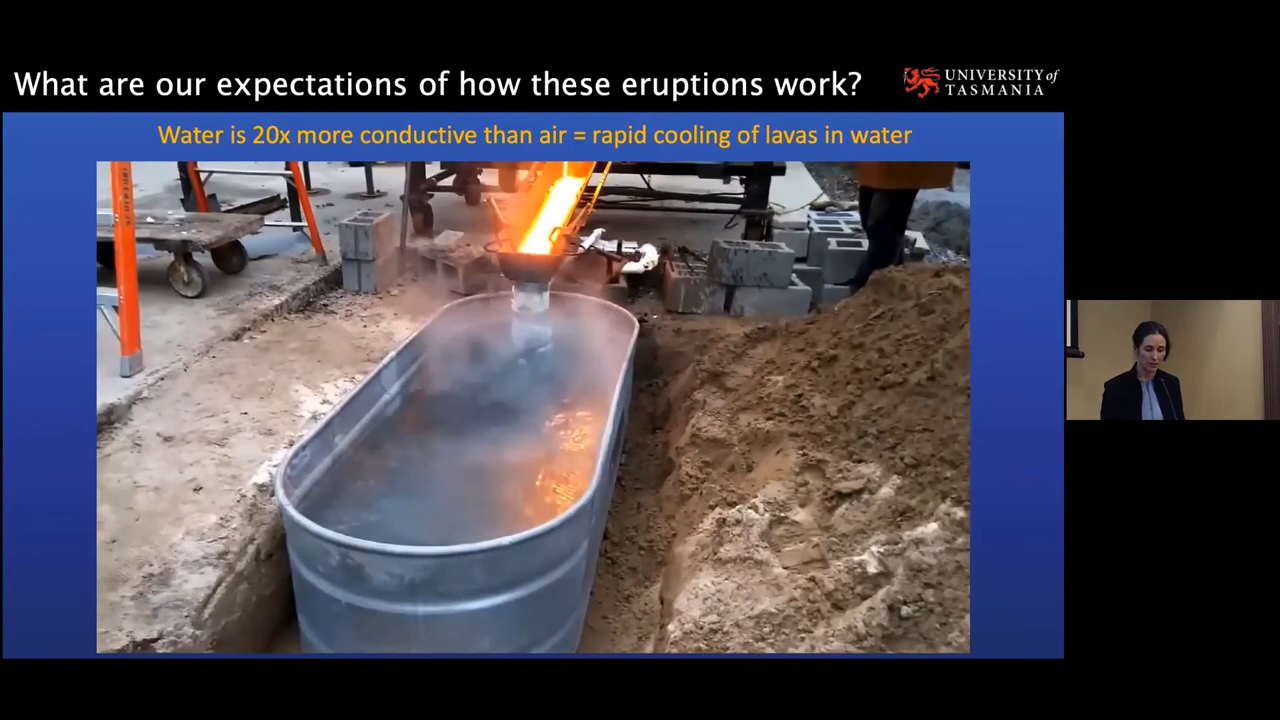 What are our expectations of how these eruptions work?
UNIVERSITY of
TASMANIA
Water is 20x more conductive than air = rapid cooling of lavas in water